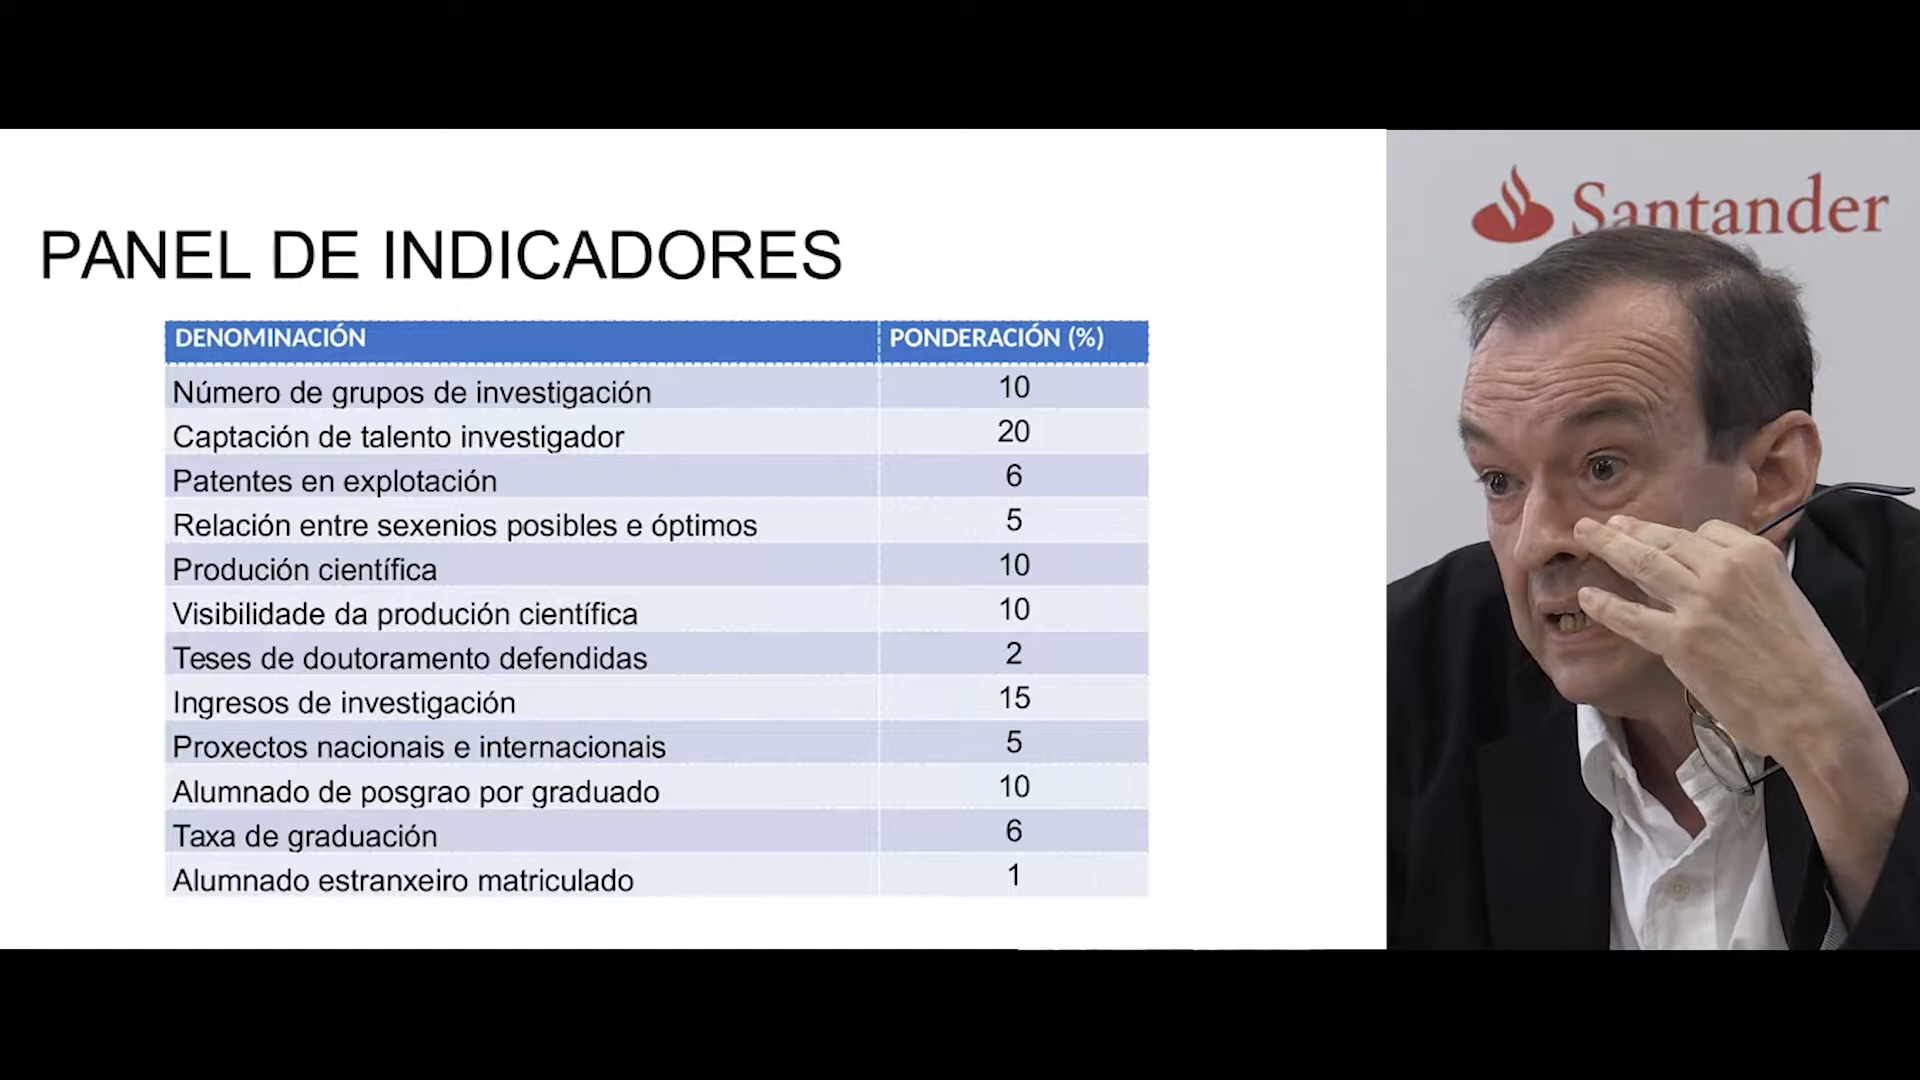 PANEL DE INDICADORES
DENOMINACIÓN PONDERACIÓN (%)
Número de grupos de investigación 10
Captación de talento investigador 20
Patentes en explotación 6
Relación entre sexenios posibles e óptimos 5
Produción científica 10
Visibilidade da produción científica 10
Teses de doutoramento defendidas 2
Ingresos de investigación 15
Proxectos nacionais e internacionais 5
Alumnado de posgrao por graduado 10
Taxa de graduación 6
Alumnado estranxeiro matriculado 1
Santander